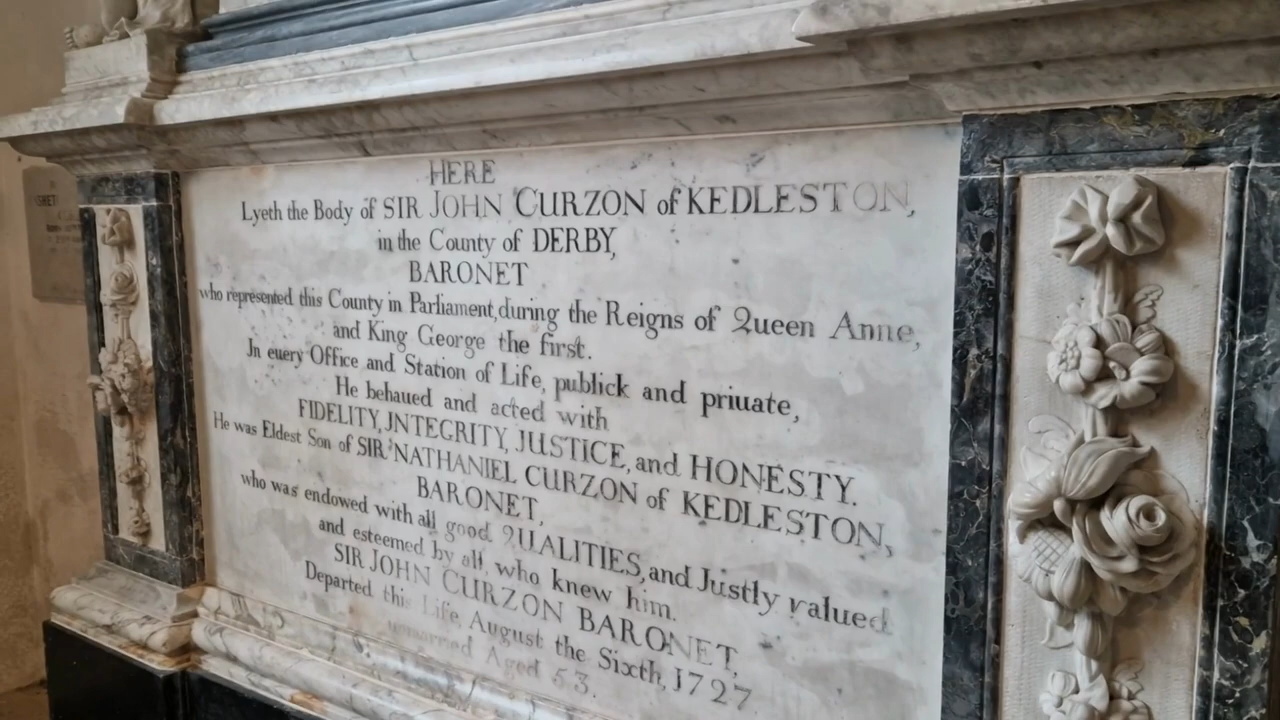 HERE
Lyeth the Body of SIR JOHN CURZON of KEDLESTON,
in the County of DERBY,
BARONET
who represented this County in Parliament, during the Reigns of Queen Anne,
and King George the first.
Jn euery Office and Station of Life, publick and priuate,
He behaued and acted with
FIDELITY, JNTEGRITY, JUSTICE, and HONESTY.
He was Eldest Son of SIR NATHANIEL CURZON of KEDLESTON,
BARONET,
who was endowed with all good QUALITIES, and Justly valued
and esteemed by all, who knew him.
SIR JOHN CURZON BARONET,
Departed this Life, August the Sixth, 1727
Aged 53.